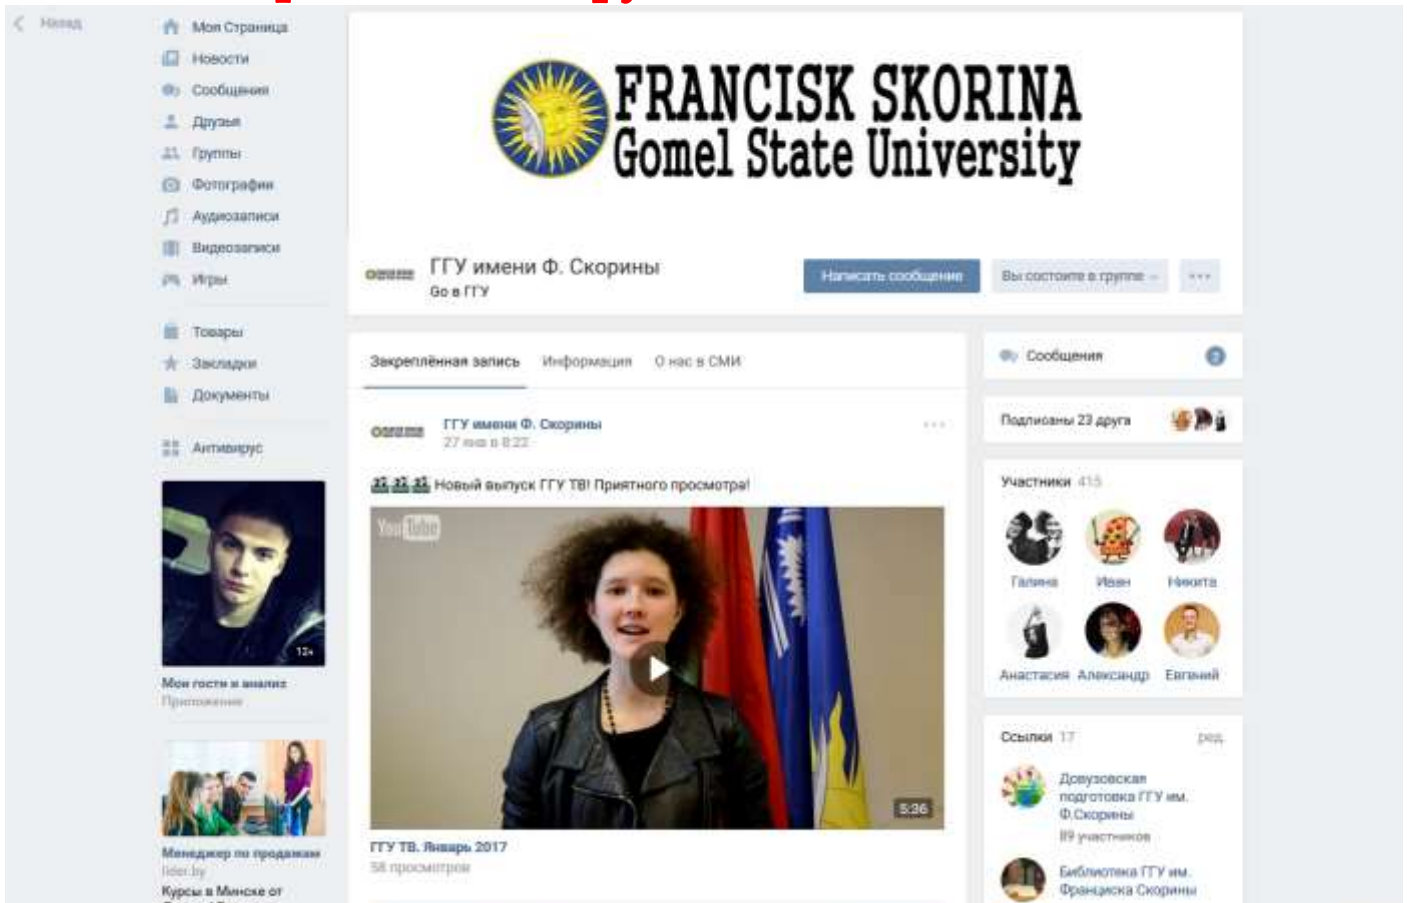 Назад
Моя Страница
Новости
Сообщения
Друзья
Группы
Фотографии
Аудиозаписи
Видеозаписи
Игры
Товары
Закладки
Документы
Антивирус
12+
Мои гости и анализ
Приложение
Менеджер по продажам
lider.by
Курсы в Минске от
FRANCISK SKORINA
Gomel State University
ГГУ имени Ф. Скорины
Go в ГГУ
Написать сообщение
Вы состоите в группе
Закреплённая запись Информация О нас в СМИ
ГГУ имени Ф. Скорины
27 янв в 8:22
Новый выпуск ГГУ ТВ! Приятного просмотра!
YouTube
5:36
ГГУ ТВ. Январь 2017
58 просмотров
Сообщения 2
Подписаны 23 друга
Участники 415
Галина Иван Никита
Анастасия Александр Евгений
Ссылки 17 ред.
Довузовская
подготовка ГГУ им.
Ф.Скорины
89 участников
Библиотека ГГУ им.
Франциска Скорины